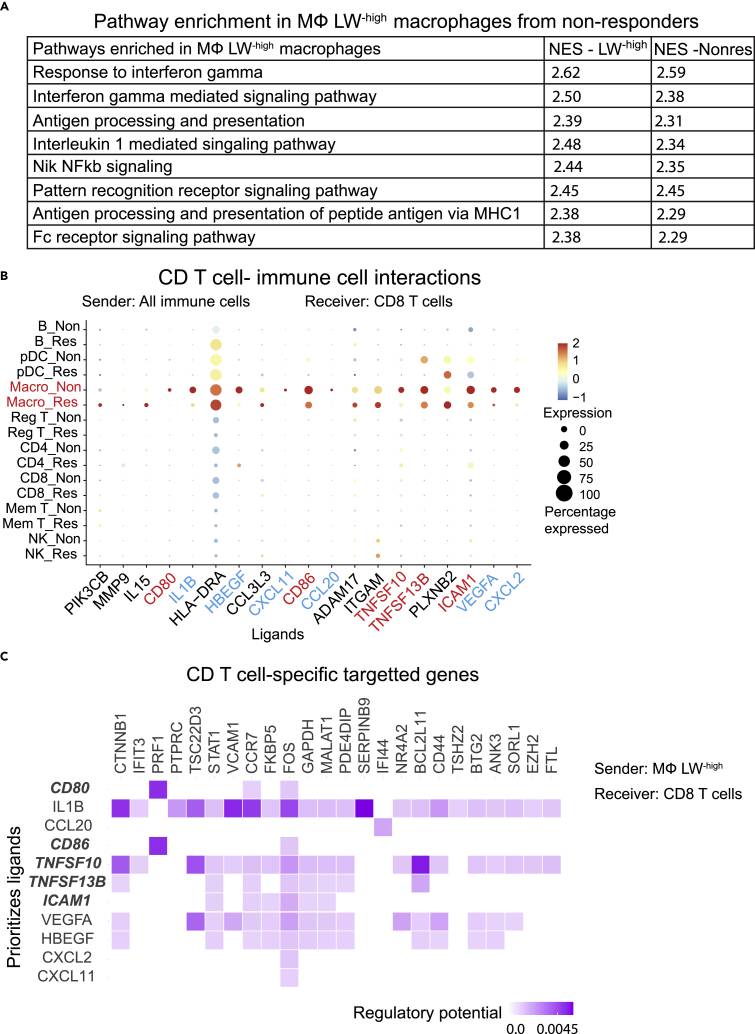 A
Pathway enrichment in MΦ LW-high macrophages from non-responders
Pathways enriched in MΦ LW-high macrophages NES - LW-high NES -Nonres
Response to interferon gamma 2.62 2.59
Interferon gamma mediated signaling pathway 2.50 2.38
Antigen processing and presentation 2.39 2.31
Interleukin 1 mediated singaling pathway 2.48 2.34
Nik NFkb signaling 2.44 2.35
Pattern recognition receptor signaling pathway 2.45 2.45
Antigen processing and presentation of peptide antigen via MHC1 2.38 2.29
Fc receptor signaling pathway 2.38 2.29
B
CD T cell- immune cell interactions
Sender: All immune cells Receiver: CD8 T cells
B_Non
B_Res
pDC_Non
pDC_Res
Macro_Non
Macro_Res
Reg T_Non
Reg T_Res
CD4_Non
CD4_Res
CD8_Non
CD8_Res
Mem T_Non
Mem T_Res
NK_Non
NK_Res
2
1
0
−1
Expression
0
25
50
75
100
Percentage
expressed
PIK3CB MMP9 IL15 CD80 IL1B HLA−DRA HBEGF CCL3L3 CXCL11 CD86 CCL20 ADAM17 ITGAM TNFSF10 TNFSF13B PLXNB2 ICAM1 VEGFA CXCL2
Ligands
C
CD T cell-specific targetted genes
CTNNB1 IFIT3 PRF1 PTPRC TSC22D3 STAT1 VCAM1 CCR7 FKBP5 FOS GAPDH MALAT1 PDE4DIP SERPINB9 IFI44 NR4A2 BCL2L11 CD44 TSHZ2 BTG2 ANK3 SORL1 EZH2 FTL
Sender: MΦ LW-high
Receiver: CD8 T cells
Prioritizes ligands
CD80
IL1B
CCL20
CD86
TNFSF10
TNFSF13B
ICAM1
VEGFA
HBEGF
CXCL2
CXCL11
Regulatory potential
0.0 0.0045